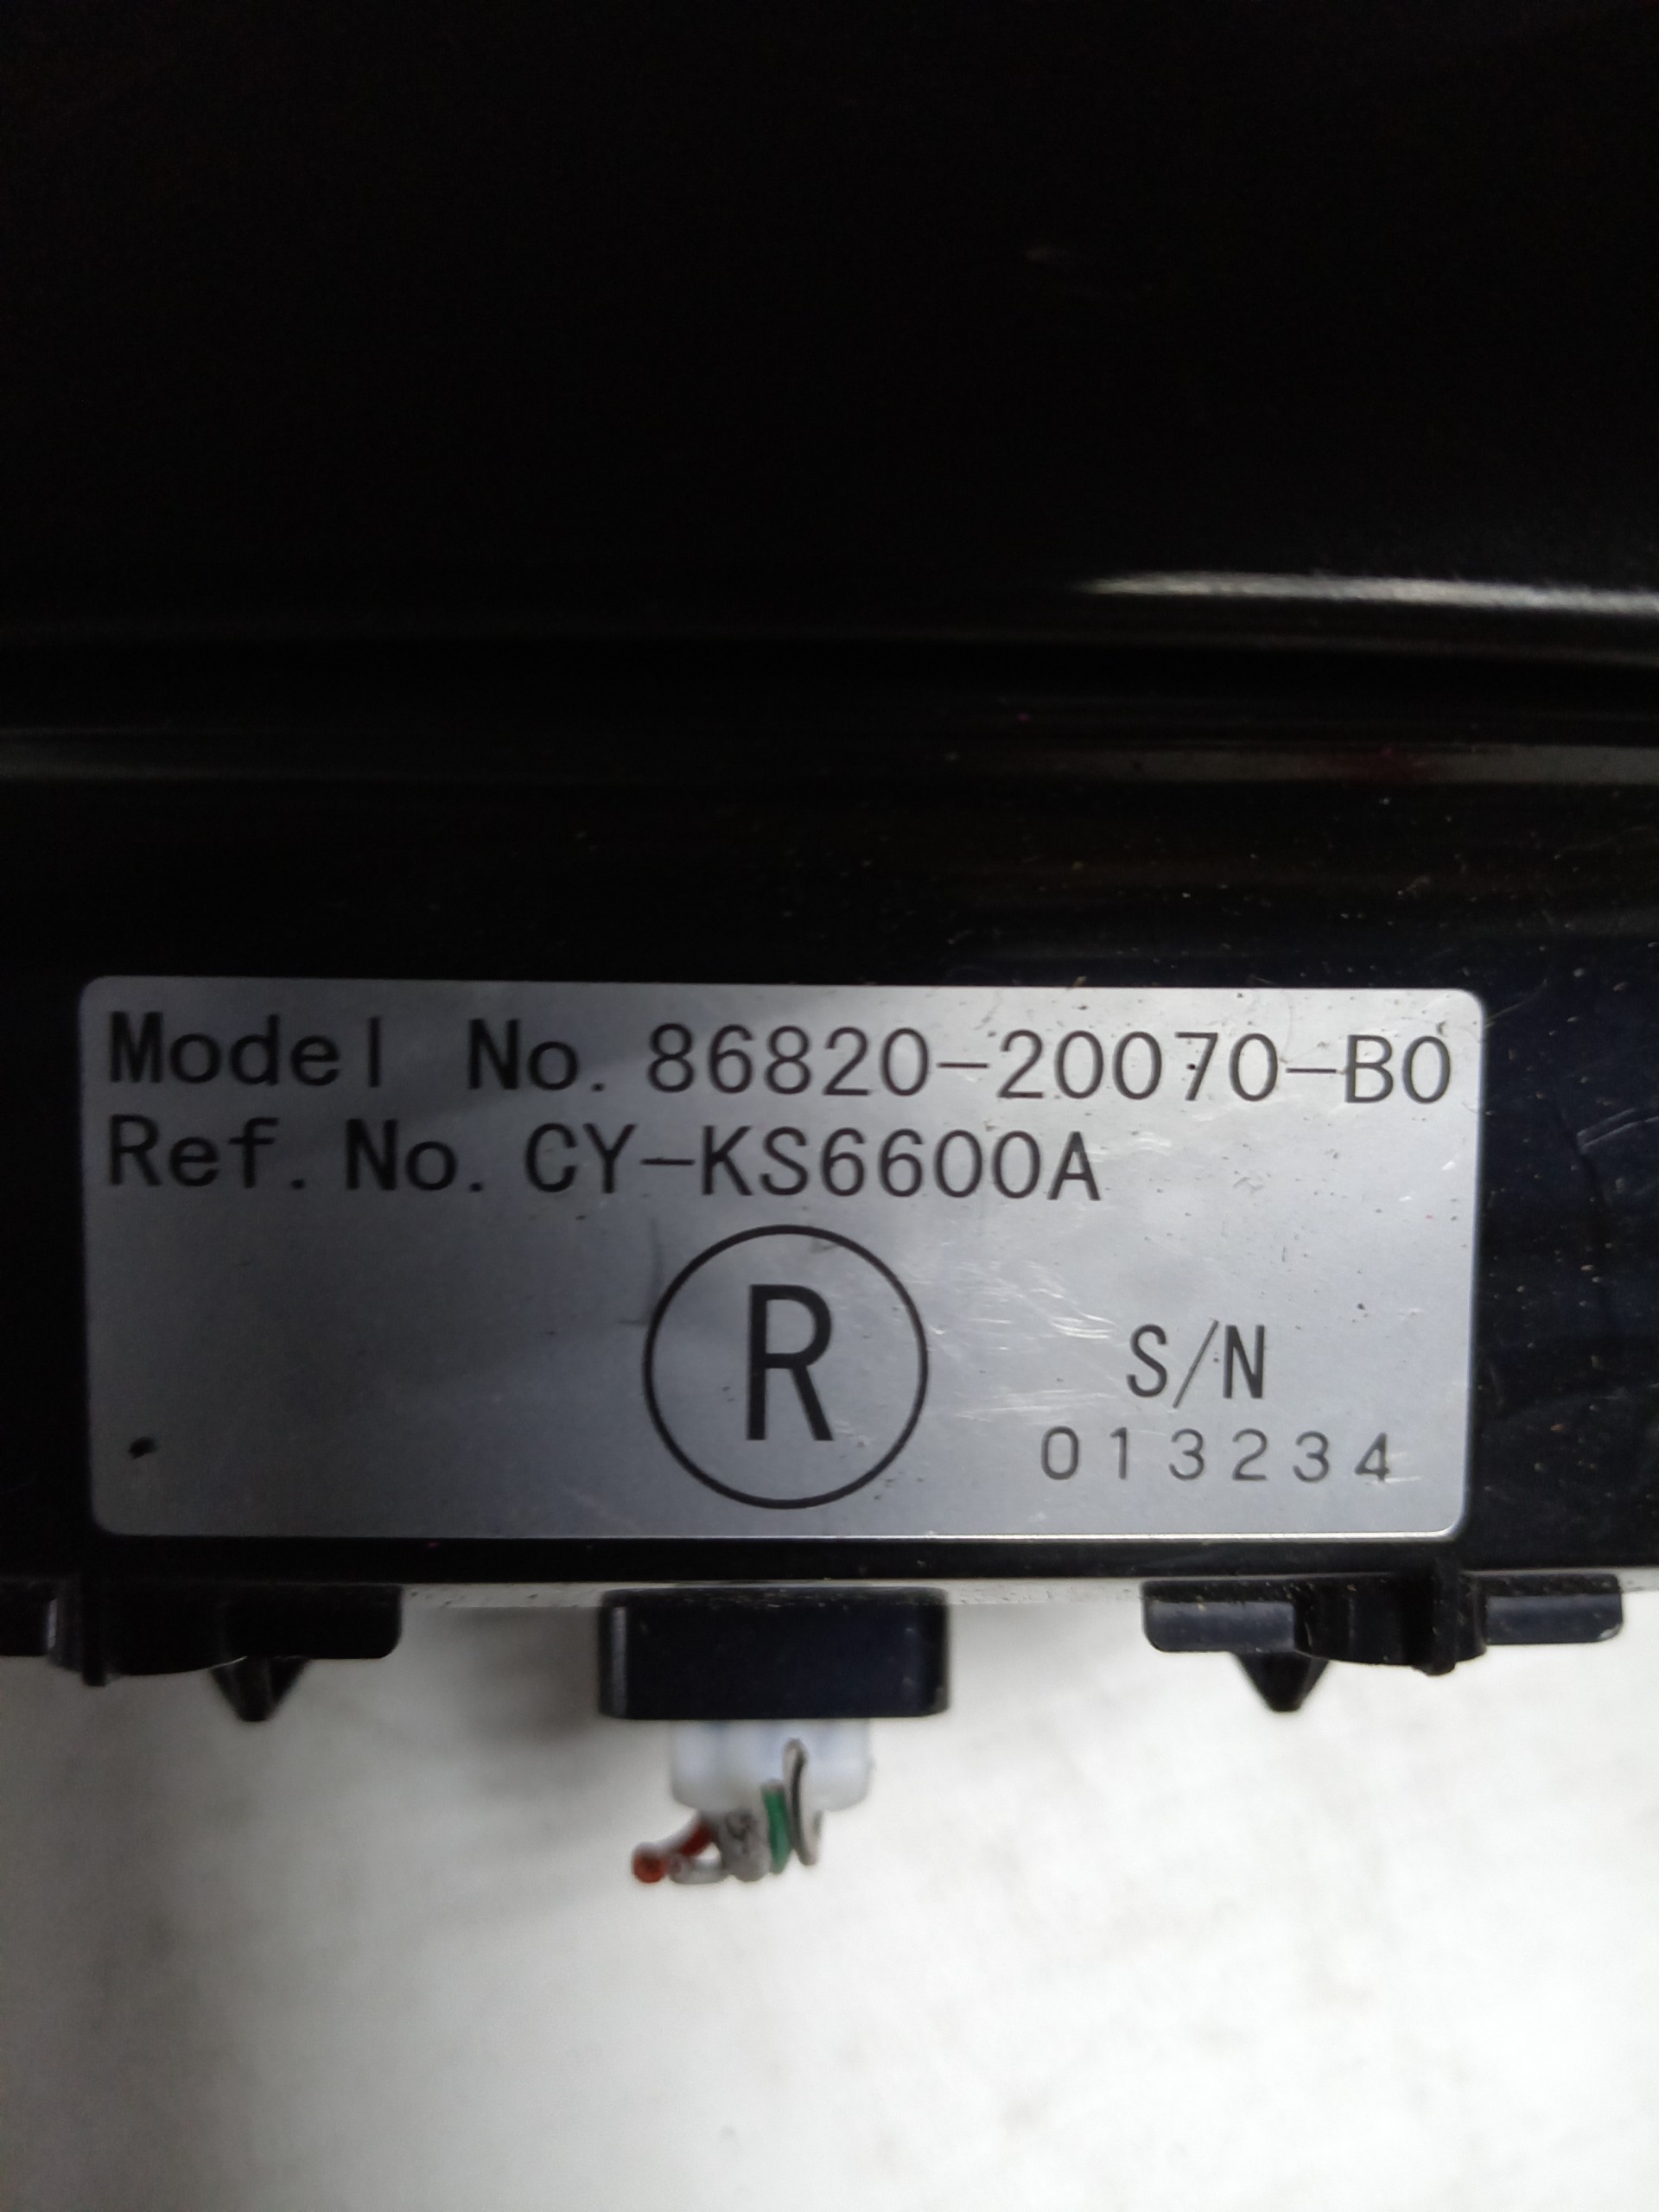 Model No. 86820-20070-B0
Ref. No. CY-KS6600A
R
S/N
013234